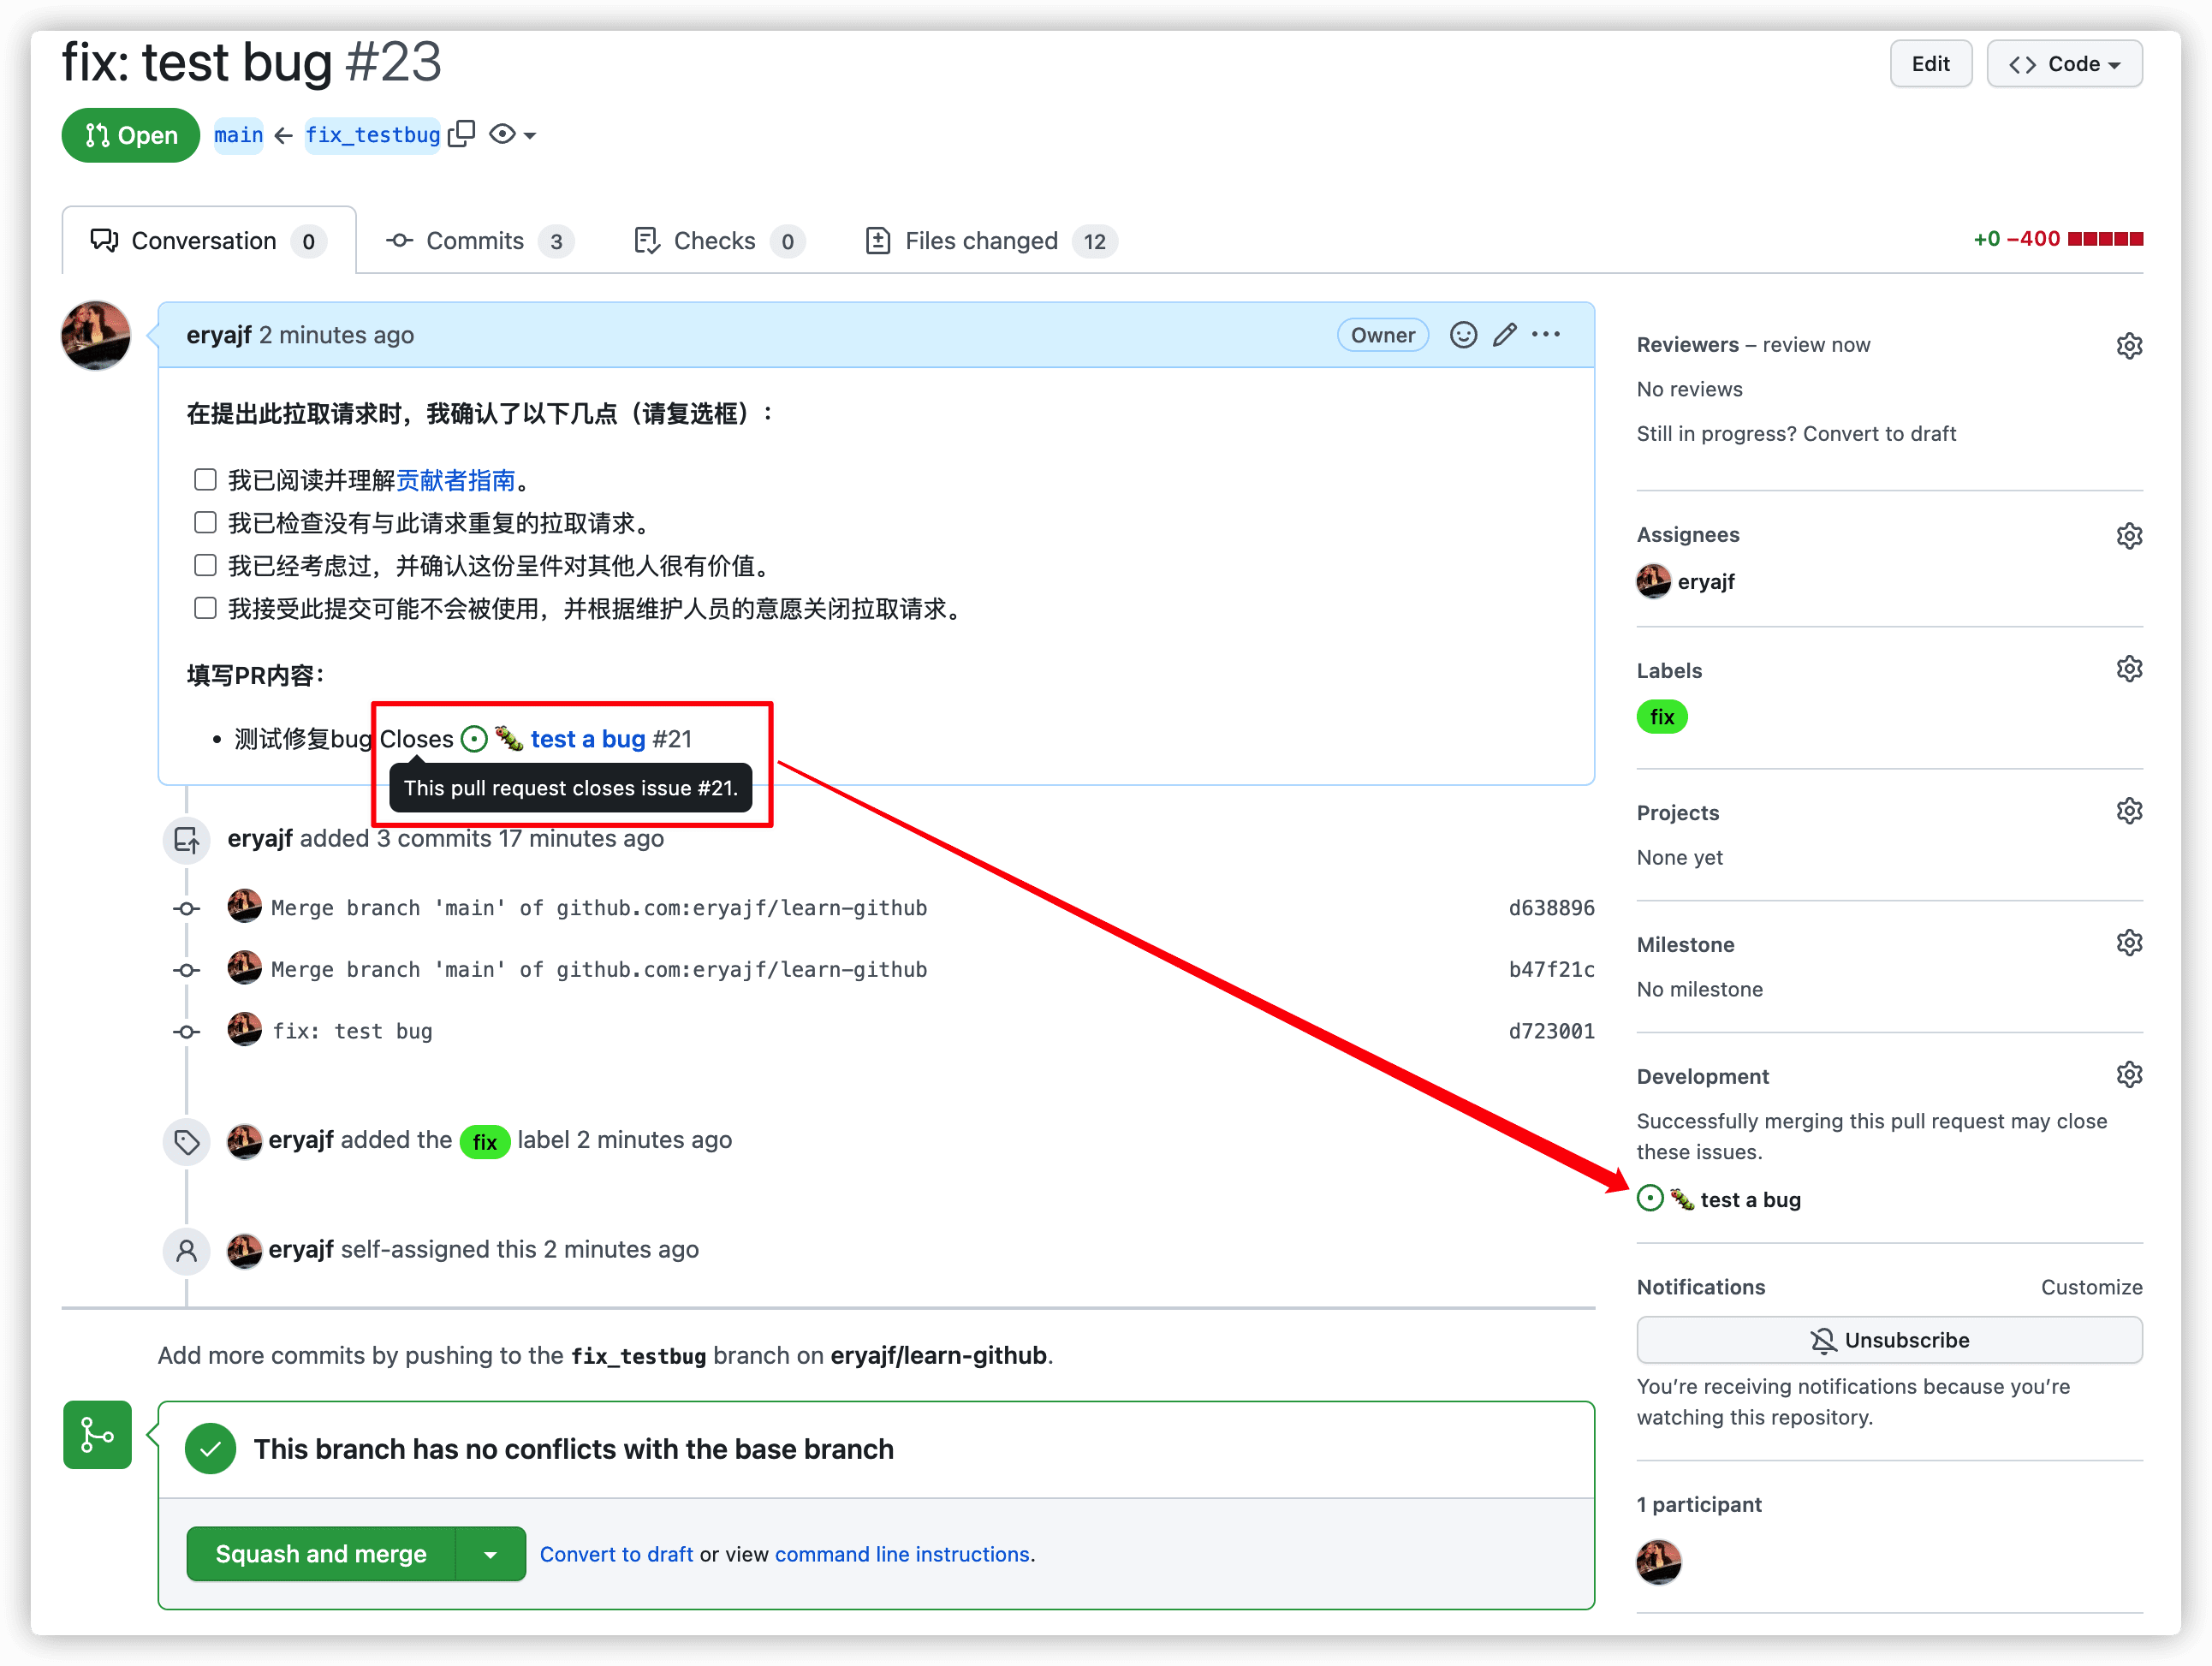 fix: test bug #23
Edit
Code
Open
main ← fix_testbug
Conversation 0
Commits 3
Checks 0
Files changed 12
+0 −400
eryajf 2 minutes ago
Owner
在提出此拉取请求时，我确认了以下几点（请复选框）：
我已阅读并理解贡献者指南。
我已检查没有与此请求重复的拉取请求。
我已经考虑过，并确认这份呈件对其他人很有价值。
我接受此提交可能不会被使用，并根据维护人员的意愿关闭拉取请求。
填写PR内容：
• 测试修复bug Closes 🐛 test a bug #21
This pull request closes issue #21.
eryajf added 3 commits 17 minutes ago
Merge branch 'main' of github.com:eryajf/learn-github d638896
Merge branch 'main' of github.com:eryajf/learn-github b47f21c
fix: test bug d723001
eryajf added the fix label 2 minutes ago
eryajf self-assigned this 2 minutes ago
Add more commits by pushing to the fix_testbug branch on eryajf/learn-github.
This branch has no conflicts with the base branch
Squash and merge
Convert to draft or view command line instructions.
Reviewers – review now
No reviews
Still in progress? Convert to draft
Assignees
eryajf
Labels
fix
Projects
None yet
Milestone
No milestone
Development
Successfully merging this pull request may close
these issues.
🐛 test a bug
Notifications
Customize
Unsubscribe
You’re receiving notifications because you’re
watching this repository.
1 participant